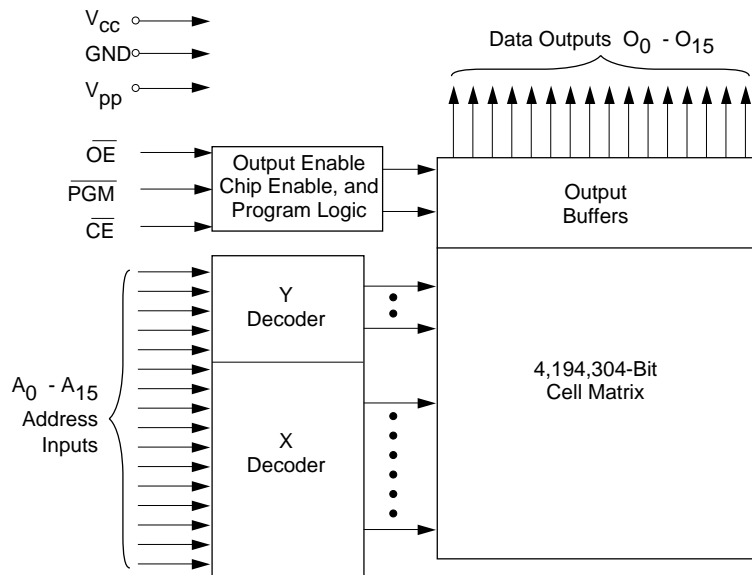 Vcc
GND
Vpp
OE
PGM
CE
Output Enable
Chip Enable, and
Program Logic
Data Outputs O0 - O15
Output
Buffers
Y
Decoder
A0 - A15
Address
Inputs
X
Decoder
4,194,304-Bit
Cell Matrix